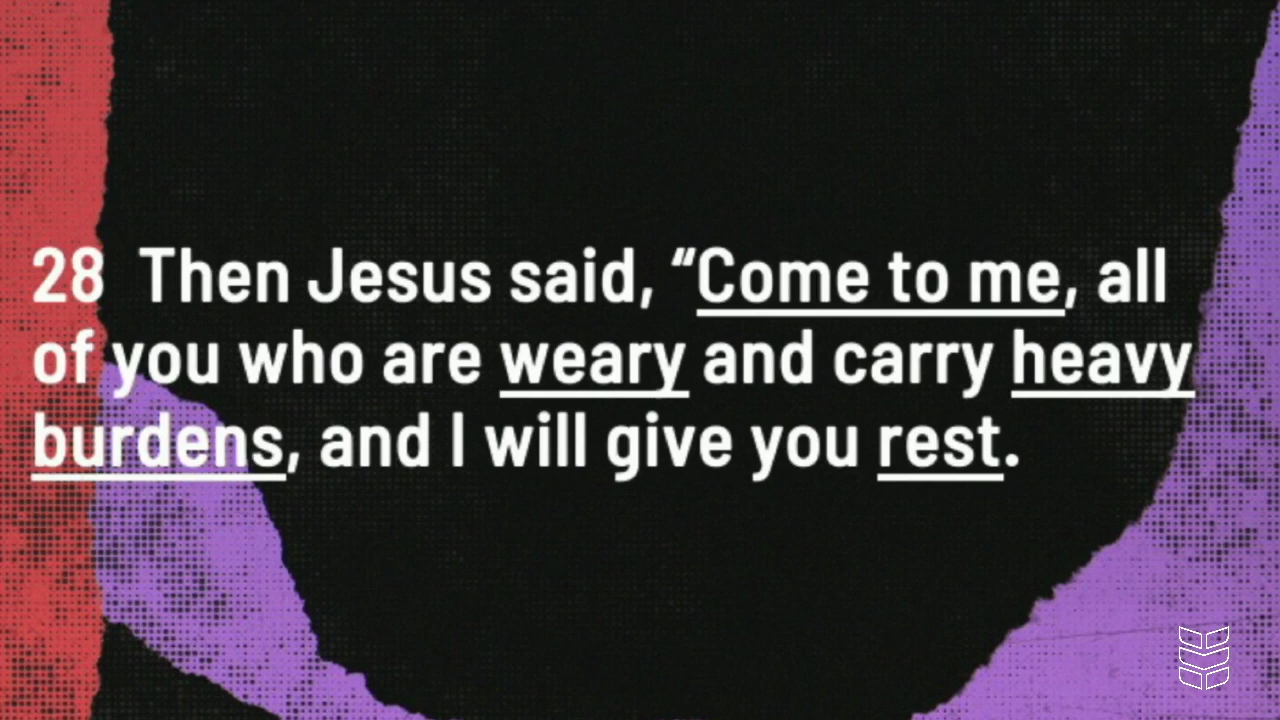 28 Then Jesus said, “Come to me, all
of you who are weary and carry heavy
burdens, and I will give you rest.